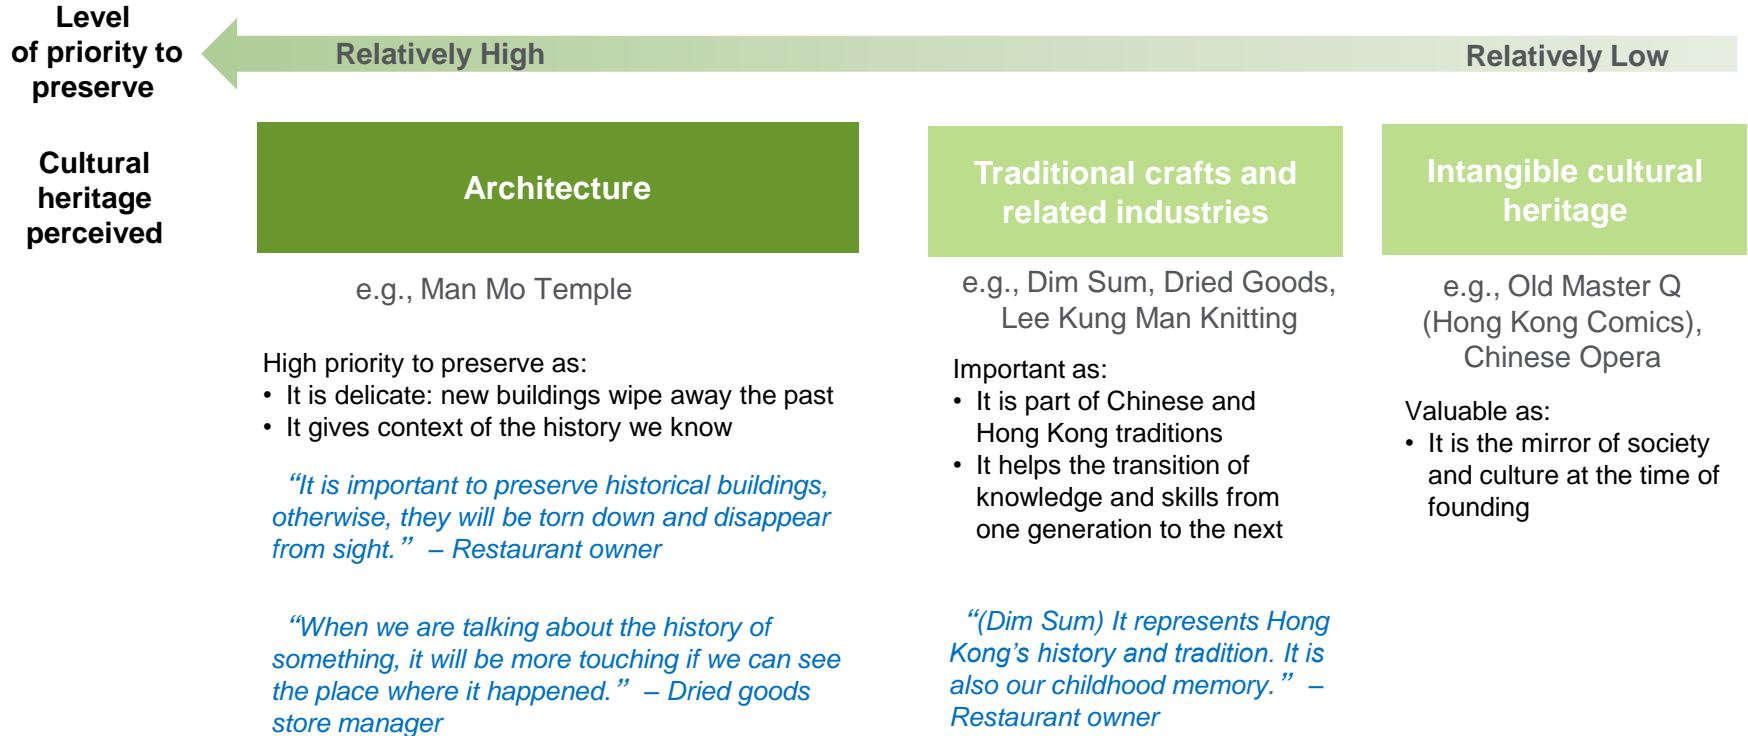 Level
of priority to
preserve
Relatively High
Relatively Low
Cultural
heritage
perceived
Architecture
e.g., Man Mo Temple
High priority to preserve as:
• It is delicate: new buildings wipe away the past
• It gives context of the history we know
“It is important to preserve historical buildings,
otherwise, they will be torn down and disappear
from sight.” – Restaurant owner
“When we are talking about the history of
something, it will be more touching if we can see
the place where it happened.” – Dried goods
store manager
Traditional crafts and
related industries
e.g., Dim Sum, Dried Goods,
Lee Kung Man Knitting
Important as:
• It is part of Chinese and
Hong Kong traditions
• It helps the transition of
knowledge and skills from
one generation to the next
“(Dim Sum) It represents Hong
Kong’s history and tradition. It is
also our childhood memory.” –
Restaurant owner
Intangible cultural
heritage
e.g., Old Master Q
(Hong Kong Comics),
Chinese Opera
Valuable as:
• It is the mirror of society
and culture at the time of
founding